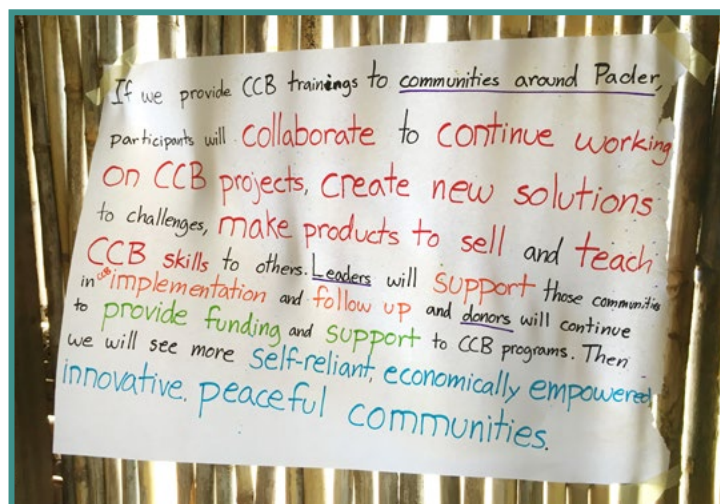 If we provide CCB trainings to communities around Pader,
participants will collaborate to continue working
on CCB projects, create new solutions
to challenges, make products to sell and teach
CCB skills to others. Leaders will support those communities
in CCB implementation and follow up and donors will continue
to provide funding and support to CCB programs. Then
we will see more self-reliant, economically empowered,
innovative, peaceful communities.